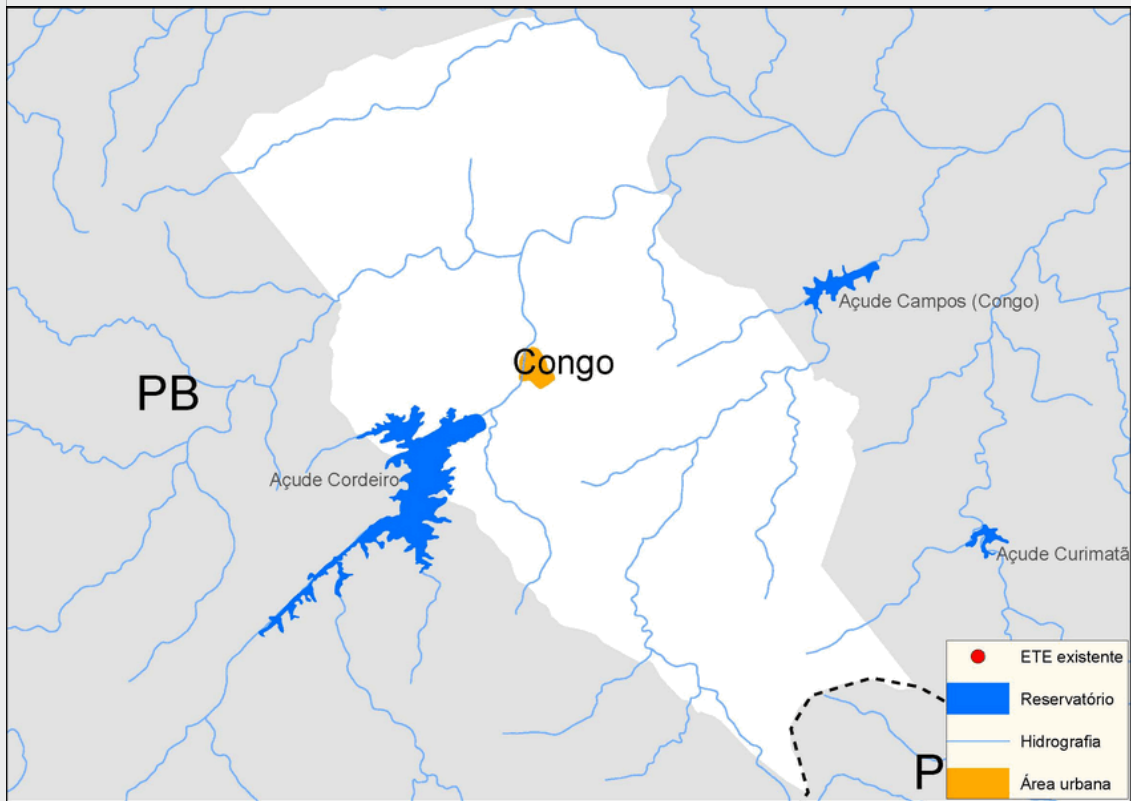 Açude Campos (Congo)
Congo
PB
Açude Cordeiro
Açude Curimatã
ETE existente
Reservatório
Hidrografia
P
Área urbana